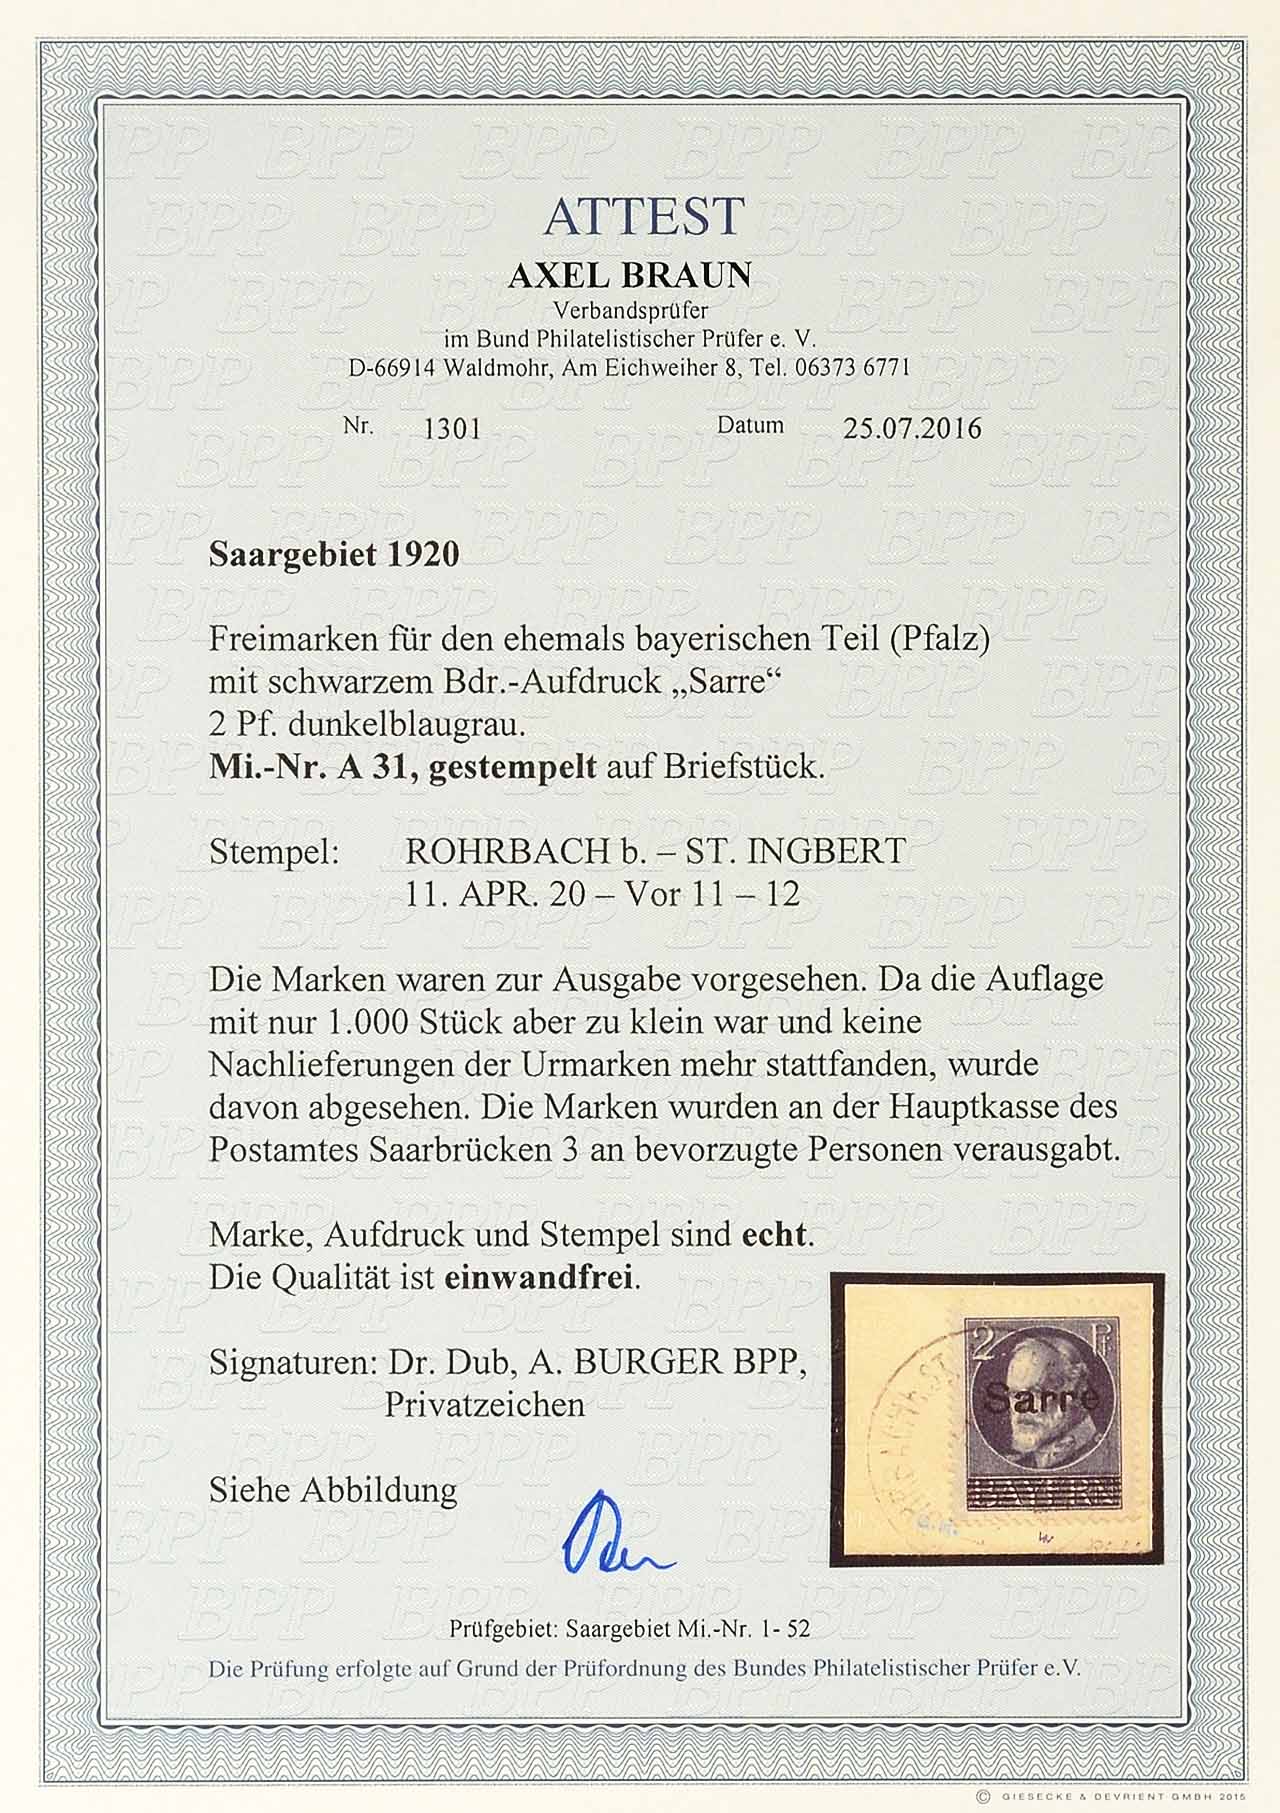 ATTEST
AXEL BRAUN
Verbandsprüfer
im Bund Philatelistischer Prüfer e. V.
D-66914 Waldmohr, Am Eichweiher 8, Tel. 06373 6771
Nr. 1301 Datum 25.07.2016
Saargebiet 1920
Freimarken für den ehemals bayerischen Teil (Pfalz)
mit schwarzem Bdr.-Aufdruck „Sarre“
2 Pf. dunkelblaugrau.
Mi.-Nr. A 31, gestempelt auf Briefstück.
Stempel: ROHRBACH b. – ST. INGBERT
11. APR. 20 – Vor 11 – 12
Die Marken waren zur Ausgabe vorgesehen. Da die Auflage
mit nur 1.000 Stück aber zu klein war und keine
Nachlieferungen der Urmarken mehr stattfanden, wurde
davon abgesehen. Die Marken wurden an der Hauptkasse des
Postamtes Saarbrücken 3 an bevorzugte Personen verausgabt.
Marke, Aufdruck und Stempel sind echt.
Die Qualität ist einwandfrei.
Signaturen: Dr. Dub, A. BURGER BPP,
Privatzeichen
Siehe Abbildung
2 Pf
Sarre
BAYERN
Prüfgebiet: Saargebiet Mi.-Nr. 1- 52
Die Prüfung erfolgte auf Grund der Prüfordnung des Bundes Philatelistischer Prüfer e.V.
© GIESECKE & DEVRIENT GMBH 2015